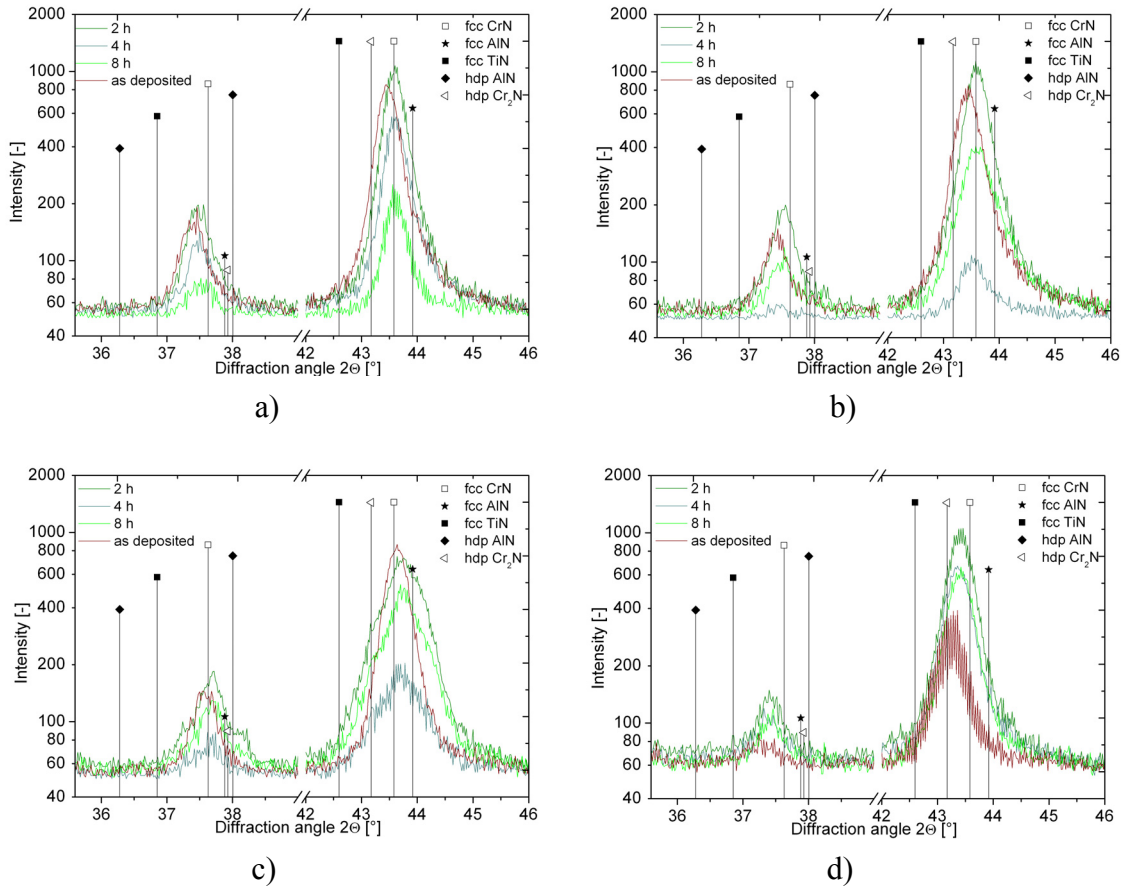 2000
1000
800
600
400
200
100
80
60
40
Intensity [-]
2 h
4 h
8 h
as deposited
fcc CrN
fcc AlN
fcc TiN
hdp AlN
hdp Cr₂N
36 37 38 42 43 44 45 46
Diffraction angle 2Θ [°]
a)
2000
1000
800
600
400
200
100
80
60
40
Intensity [-]
2 h
4 h
8 h
as deposited
fcc CrN
fcc AlN
fcc TiN
hdp AlN
hdp Cr₂N
36 37 38 42 43 44 45 46
Diffraction angle 2Θ [°]
b)
2000
1000
800
600
400
200
100
80
60
40
Intensity [-]
2 h
4 h
8 h
as deposited
fcc CrN
fcc AlN
fcc TiN
hdp AlN
hdp Cr₂N
36 37 38 42 43 44 45 46
Diffraction angle 2Θ [°]
c)
2000
1000
800
600
400
200
100
80
60
40
Intensity [-]
2 h
4 h
8 h
as deposited
fcc CrN
fcc AlN
fcc TiN
hdp AlN
hdp Cr₂N
36 37 38 42 43 44 45 46
Diffraction angle 2Θ [°]
d)